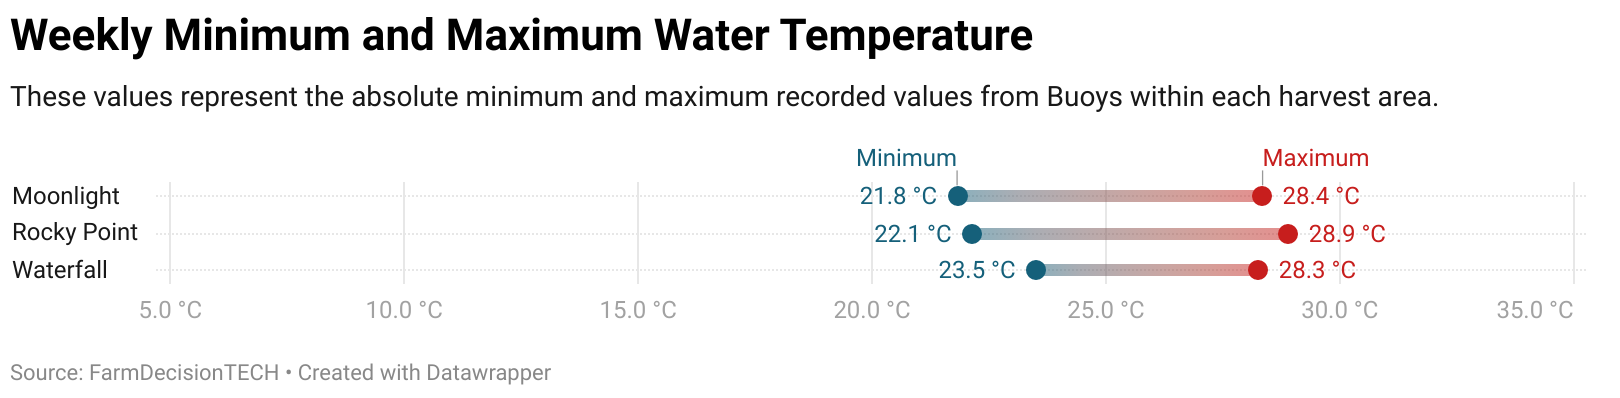 Weekly Minimum and Maximum Water Temperature
These values represent the absolute minimum and maximum recorded values from Buoys within each harvest area.
Minimum Maximum
Moonlight 21.8 °C 28.4 °C
Rocky Point 22.1 °C 28.9 °C
Waterfall 23.5 °C 28.3 °C
5.0 °C 10.0 °C 15.0 °C 20.0 °C 25.0 °C 30.0 °C 35.0 °C
Source: FarmDecisionTECH • Created with Datawrapper